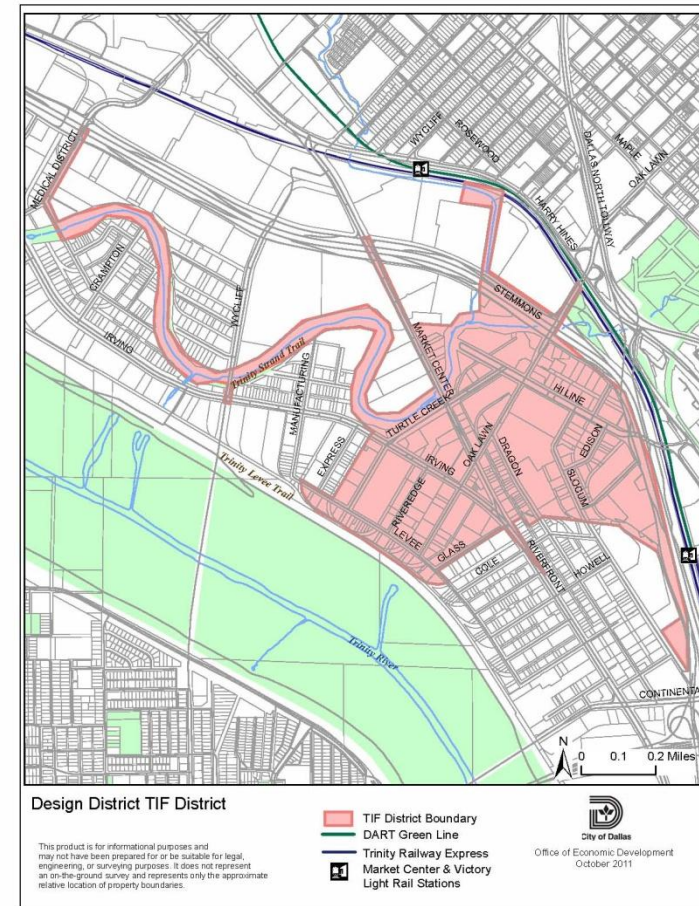 MEDICAL DISTRICT
WYCLIFF
ROSEWOOD
MAPLE
OAK LAWN
DALLAS NORTH TOLLWAY
HARRY HINES
CRAMPTON
IRVING
WYCLIFF
STEMMONS
Trinity Strand Trail
MANUFACTURING
MARKET CENTER
TURTLE CREEK
HI LINE
EXPRESS
IRVING
OAK LAWN
DRAGON
EDISON
SLOCUM
Trinity Levee Trail
RIVEREDGE
LEVEE
GLASS
COLE
RIVERFRONT
HOWELL
Trinity River
CONTINENTA
N
0 0.1 0.2 Miles
Design District TIF District
This product is for informational purposes and
may not have been prepared for or be suitable for legal,
engineering, or surveying purposes. It does not represent
an on-the-ground survey and represents only the approximate
relative location of property boundaries.
TIF District Boundary
DART Green Line
Trinity Railway Express
Market Center & Victory
Light Rail Stations
City of Dallas
Office of Economic Development
October 2011